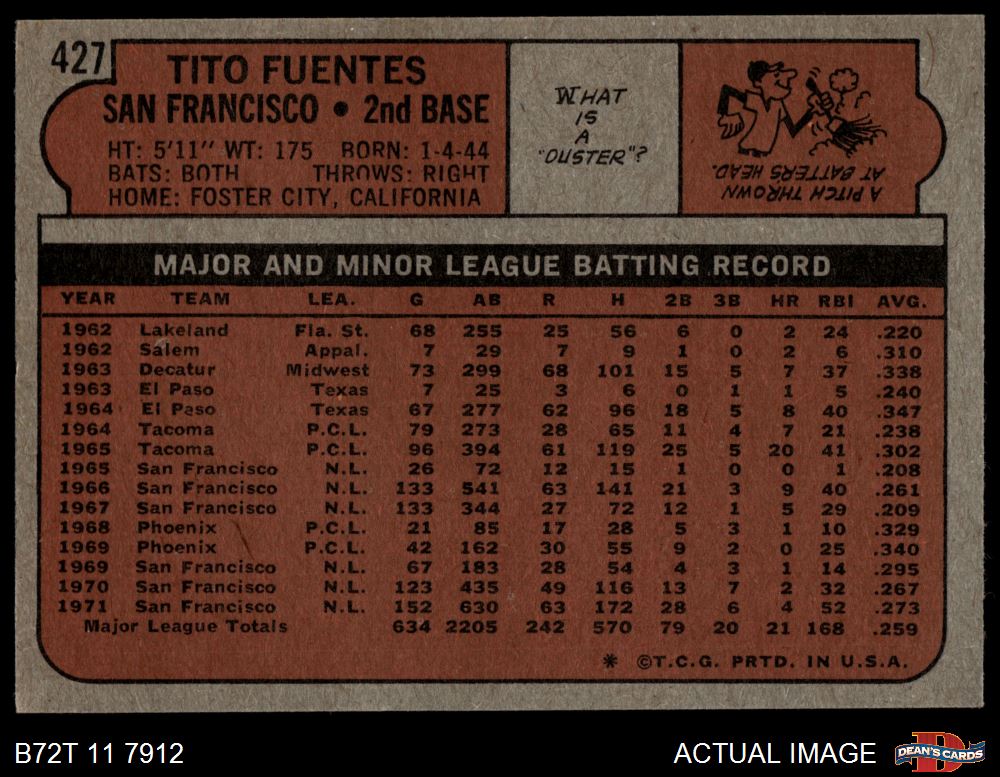 427
TITO FUENTES
SAN FRANCISCO • 2nd BASE
HT: 5'11" WT: 175 BORN: 1-4-44
BATS: BOTH THROWS: RIGHT
HOME: FOSTER CITY, CALIFORNIA
WHAT
IS
A
"DUSTER"?
A PITCH THROWN
AT BATTERS HEAD.
MAJOR AND MINOR LEAGUE BATTING RECORD
YEAR TEAM LEA. G AB R H 2B 3B HR RBI AVG.
1962 Lakeland Fla. St. 68 255 25 56 6 0 2 24 .220
1962 Salem Appal. 7 29 7 9 1 0 2 6 .310
1963 Decatur Midwest 73 299 68 101 15 5 7 37 .338
1963 El Paso Texas 7 25 3 6 0 1 1 5 .240
1964 El Paso Texas 67 277 62 96 18 5 8 40 .347
1964 Tacoma P.C.L. 79 273 28 65 11 4 7 21 .238
1965 Tacoma P.C.L. 96 394 61 119 25 5 20 41 .302
1965 San Francisco N.L. 26 72 12 15 1 0 0 1 .208
1966 San Francisco N.L. 133 541 63 141 21 3 9 40 .261
1967 San Francisco N.L. 133 344 27 72 12 1 5 29 .209
1968 Phoenix P.C.L. 21 85 17 28 5 3 1 10 .329
1969 Phoenix P.C.L. 42 162 30 55 9 2 0 25 .340
1969 San Francisco N.L. 67 183 28 54 4 3 1 14 .295
1970 San Francisco N.L. 123 435 49 116 13 7 2 32 .267
1971 San Francisco N.L. 152 630 63 172 28 6 4 52 .273
Major League Totals 634 2205 242 570 79 20 21 168 .259
* ©T.C.G. PRTD. IN U.S.A.
B72T 11 7912
ACTUAL IMAGE
DEAN'S CARDS